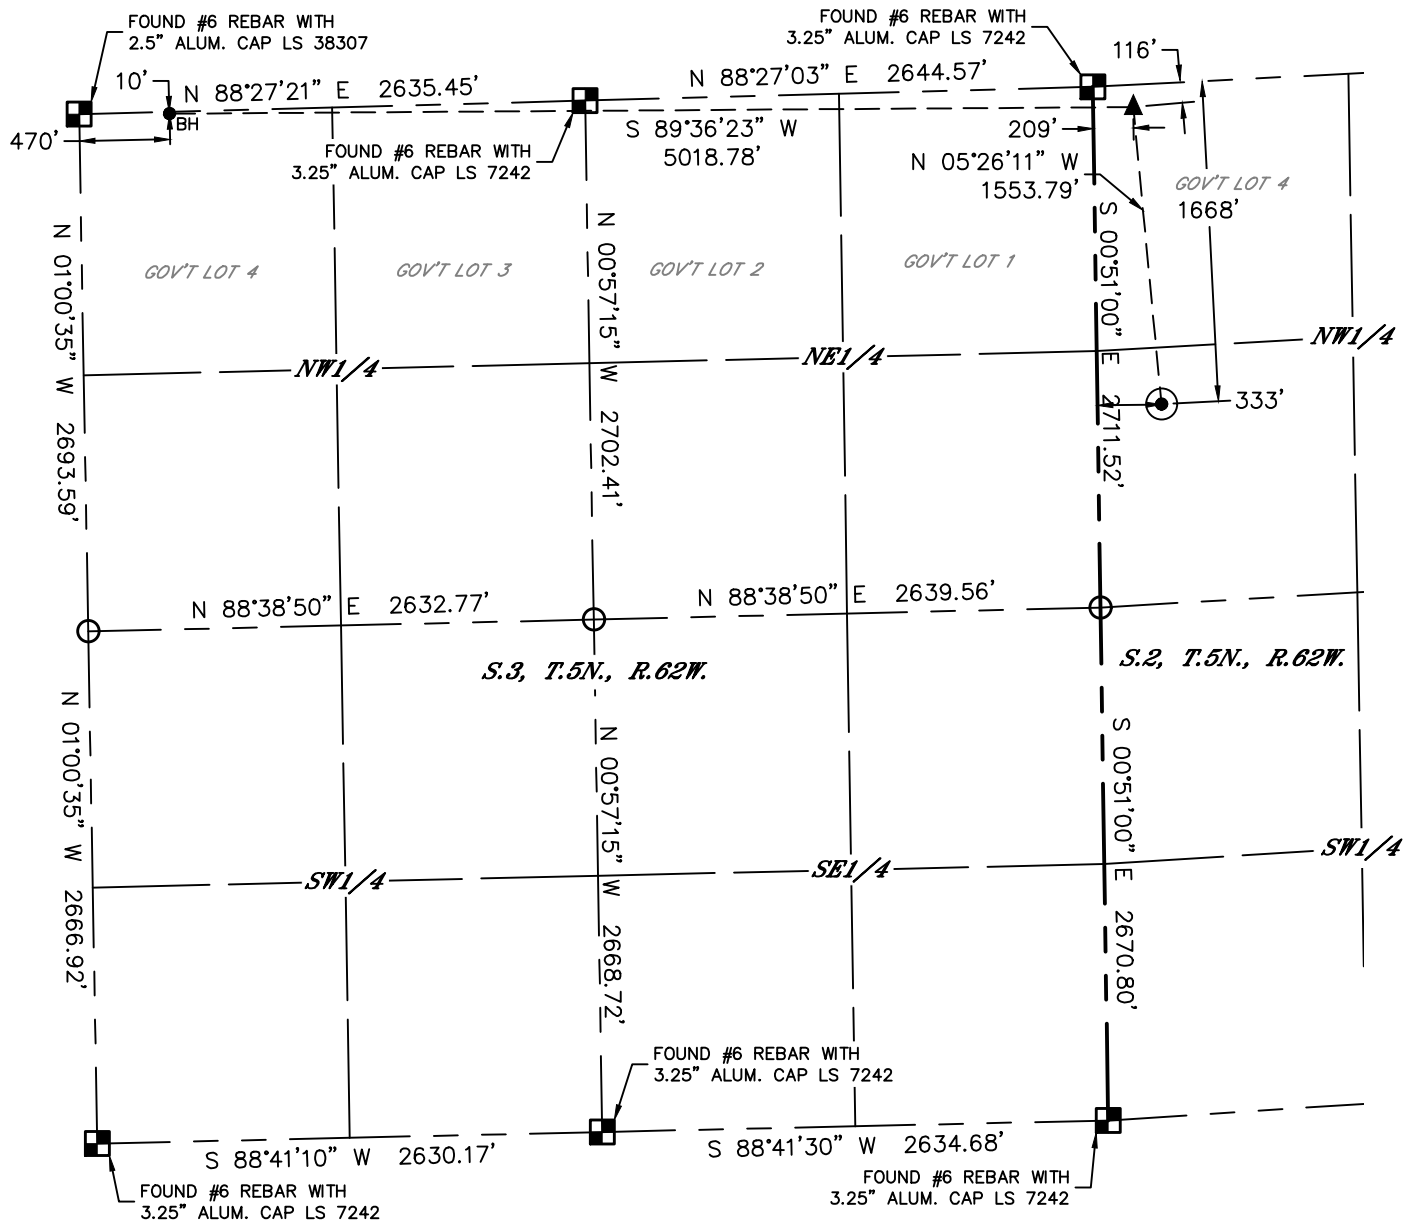 FOUND #6 REBAR WITH
2.5" ALUM. CAP LS 38307
FOUND #6 REBAR WITH
3.25" ALUM. CAP LS 7242
116'
10'
N 88°27'21" E 2635.45'
N 88°27'03" E 2644.57'
BH
470'
S 89°36'23" W
5018.78'
209'
FOUND #6 REBAR WITH
3.25" ALUM. CAP LS 7242
N 05°26'11" W
1553.79'
GOV'T LOT 4
1668'
N 01°00'35" W 2693.59'
GOV'T LOT 4
GOV'T LOT 3
N 00°57'15" W 2702.41'
GOV'T LOT 2
GOV'T LOT 1
S 00°51'00" E 2711.52'
NW1/4
NE1/4
NW1/4
333'
N 88°38'50" E 2632.77'
N 88°38'50" E 2639.56'
S.3, T.5N., R.62W.
S.2, T.5N., R.62W.
N 01°00'35" W 2666.92'
N 00°57'15" W 2668.72'
S 00°51'00" E 2670.80'
SW1/4
SE1/4
SW1/4
FOUND #6 REBAR WITH
3.25" ALUM. CAP LS 7242
S 88°41'10" W 2630.17'
S 88°41'30" W 2634.68'
FOUND #6 REBAR WITH
3.25" ALUM. CAP LS 7242
FOUND #6 REBAR WITH
3.25" ALUM. CAP LS 7242